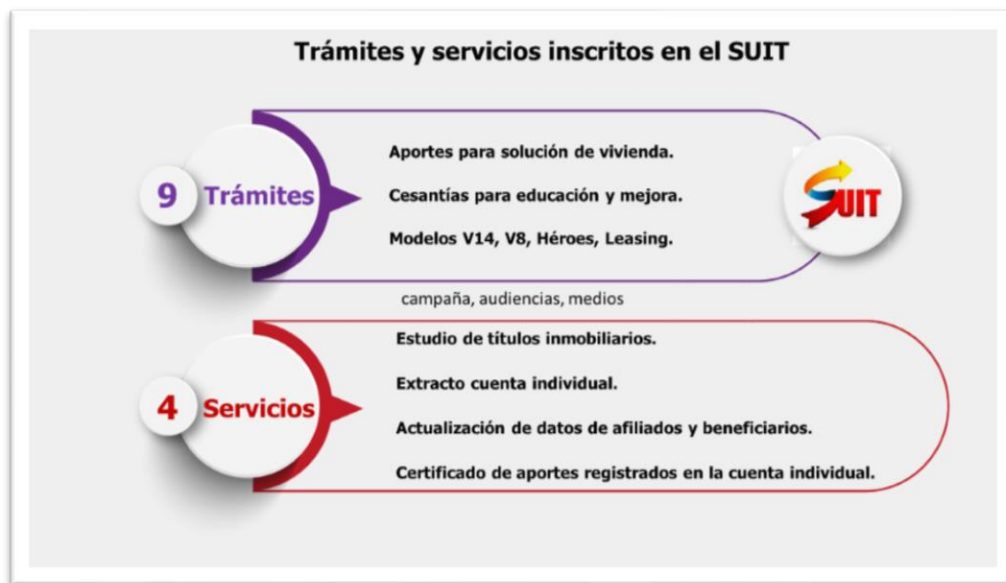 Trámites y servicios inscritos en el SUIT
9 Trámites
Aportes para solución de vivienda.
Cesantías para educación y mejora.
Modelos V14, V8, Héroes, Leasing.
SUIT
campaña, audiencias, medios
4 Servicios
Estudio de títulos inmobiliarios.
Extracto cuenta individual.
Actualización de datos de afiliados y beneficiarios.
Certificado de aportes registrados en la cuenta individual.